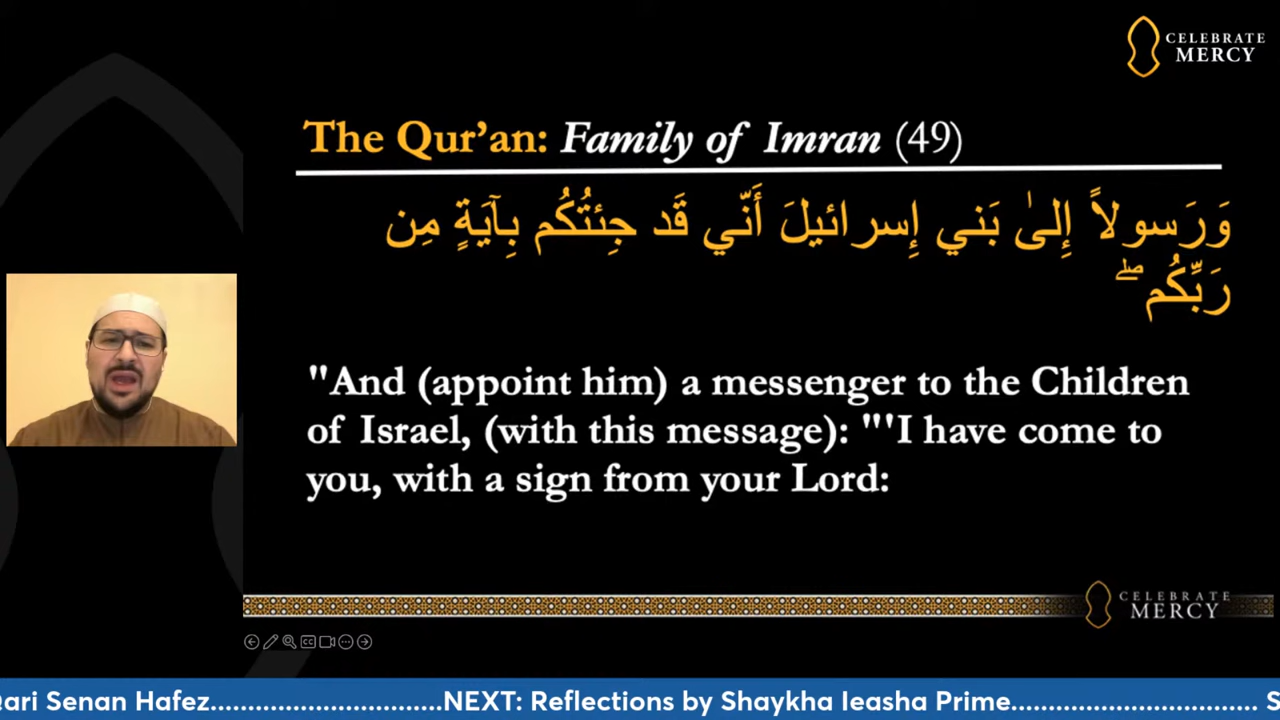 CELEBRATE
MERCY
The Qur’an: Family of Imran (49)
وَرَسولاً إِلىٰ بَني إِسرائيلَ أَنّي قَد جِئتُكُم بِآيَةٍ مِن
رَبِّكُم ۖ
"And (appoint him) a messenger to the Children
of Israel, (with this message): "'I have come to
you, with a sign from your Lord:
CELEBRATE
MERCY
CC
ari Senan Hafez.......................................NEXT: Reflections by Shaykha Ieasha Prime......................................... S